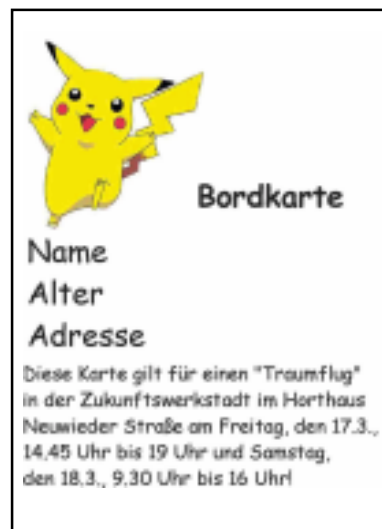 Bordkarte
Name
Alter
Adresse
Diese Karte gilt für einen "Traumflug"
in der Zukunftswerkstadt im Horthaus
Neuwieder Straße am Freitag, den 17.3.,
14.45 Uhr bis 19 Uhr und Samstag,
den 18.3., 9.30 Uhr bis 16 Uhr!